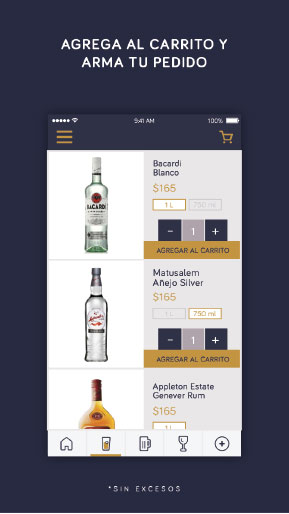 AGREGA AL CARRITO Y
ARMA TU PEDIDO
9:41 AM
100%
Bacardi
Blanco
$165
1 L 750 ml
- 1 +
AGREGAR AL CARRITO
BACARDI
Matusalem
Añejo Silver
$165
1 L 750 ml
- 1 +
AGREGAR AL CARRITO
Appleton Estate
Genever Rum
$165
1 L
*SIN EXCESOS